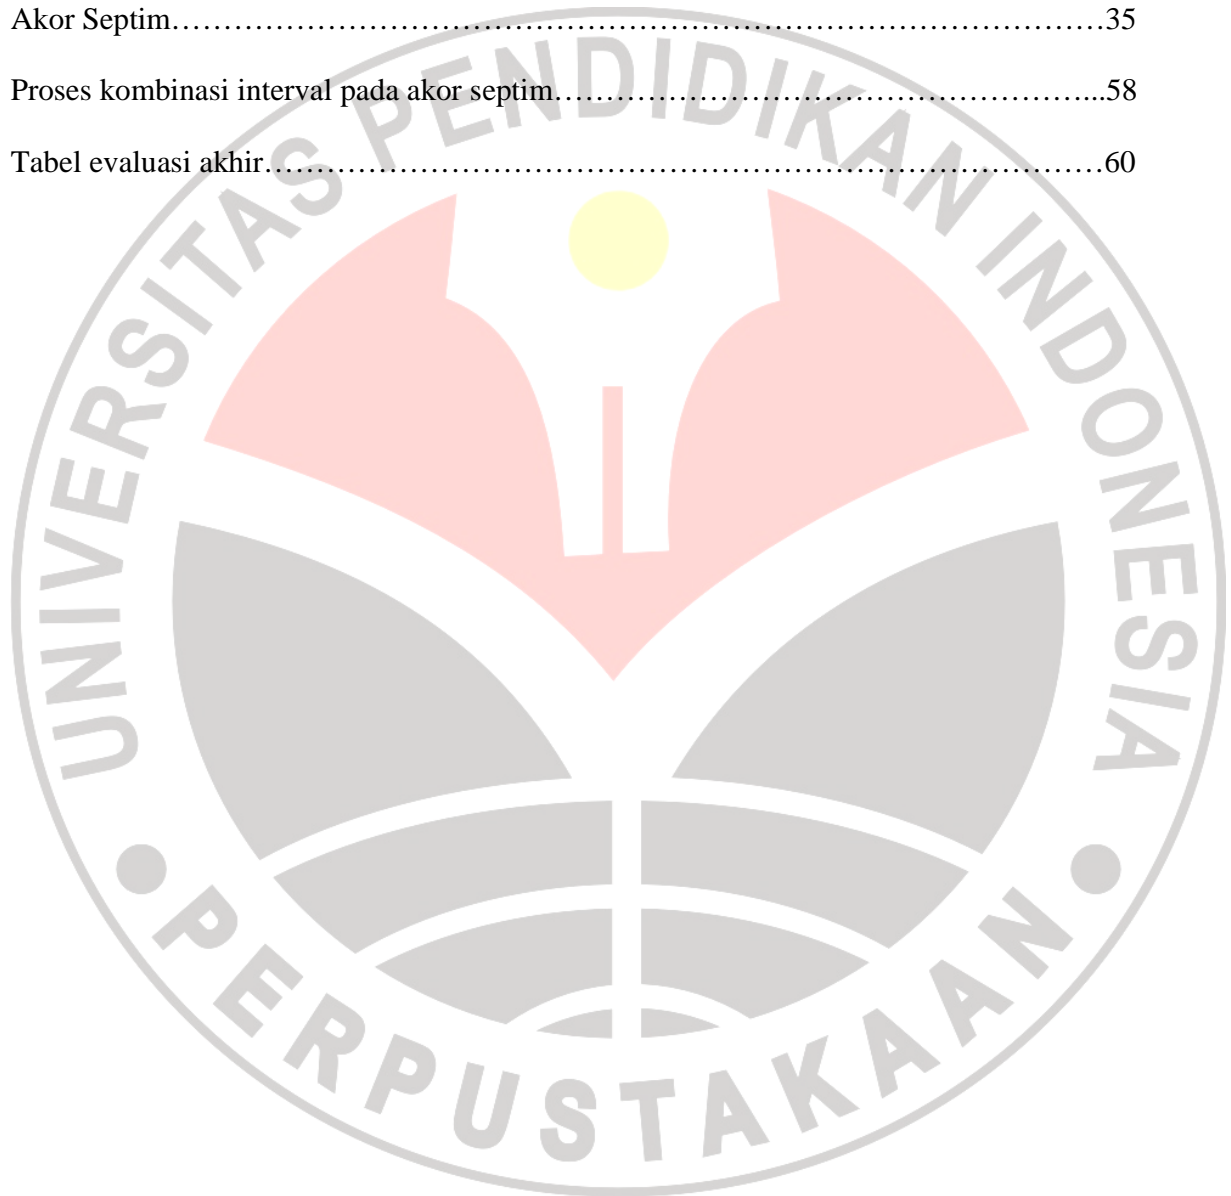 Akor Septim……………………………………………………………………………………35
Proses kombinasi interval pada akor septim……………………………………………...58
Tabel evaluasi akhir……………………………………………………………………………60
UNIVERSITAS PENDIDIKAN INDONESIA
PERPUSTAKAAN